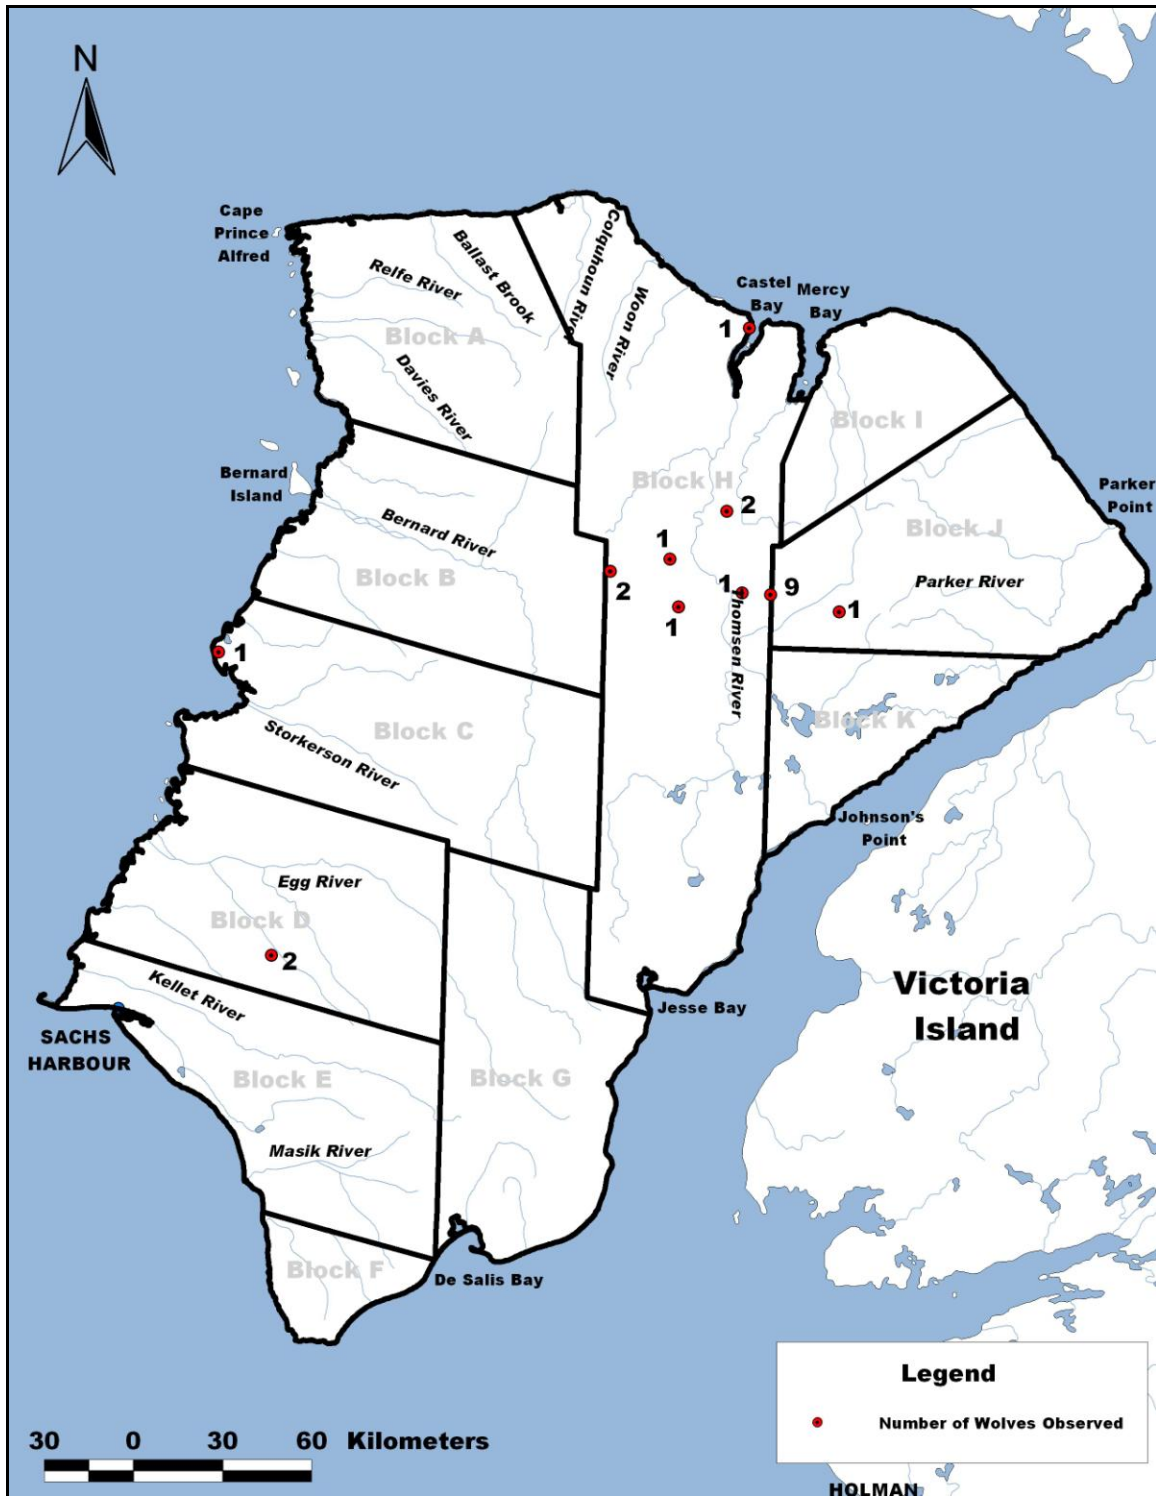 N
Cape
Prince
Alfred
Relfe River
Ballast Brook
Colquhoun River
Woon River
Castel
Bay
Mercy
Bay
1
Block A
Davies River
Block I
Bernard
Island
Block H
Parker
Point
2
Bernard River
Block J
1
Block B
2
1
9
Parker River
1
1
Thomsen River
1
Block C
Block K
Storkerson River
Johnson's
Point
Egg River
Block D
2
Kellet River
Victoria
Island
Jesse Bay
SACHS
HARBOUR
Block E
Block G
Masik River
Block F
De Salis Bay
Legend
Number of Wolves Observed
30 0 30 60 Kilometers
HOLMAN